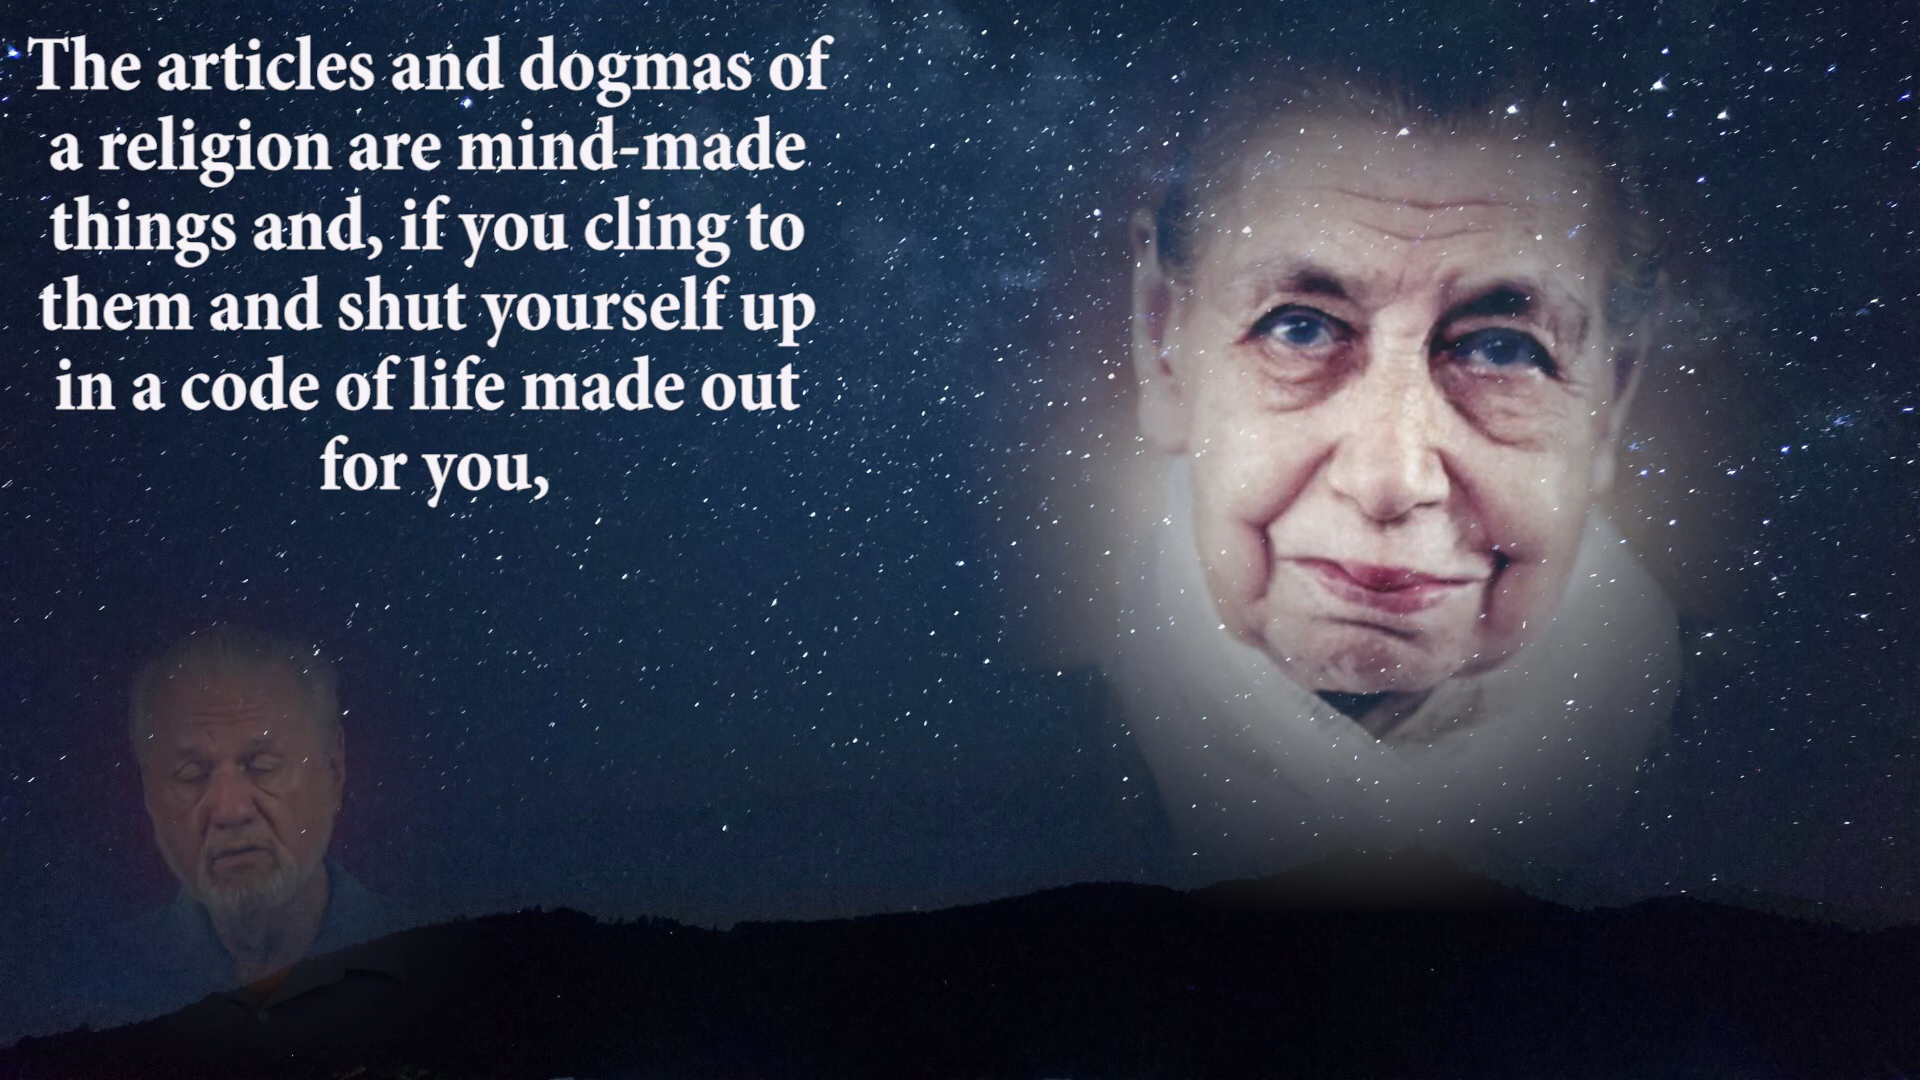 The articles and dogmas of
a religion are mind-made
things and, if you cling to
them and shut yourself up
in a code of life made out
for you,